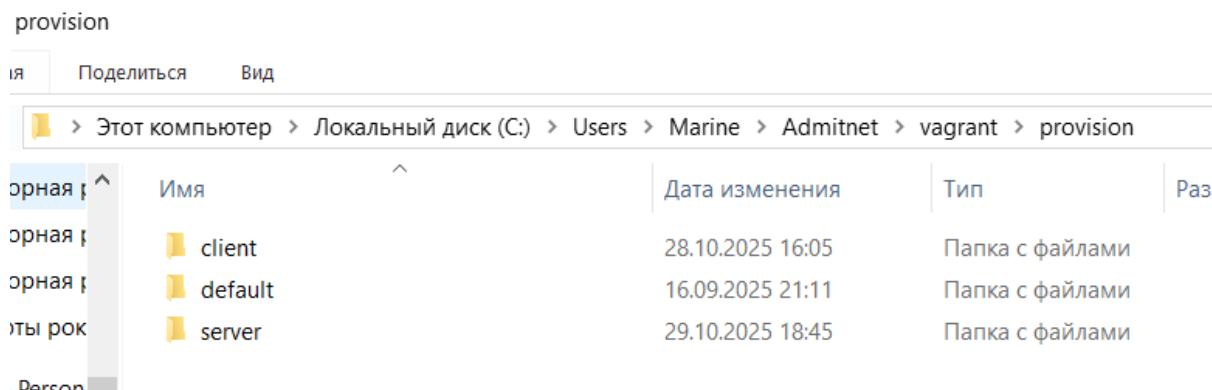 provision
Поделиться Вид
Этот компьютер > Локальный диск (C:) > Users > Marine > Admitnet > vagrant > provision
Имя Дата изменения Тип Раз
client 28.10.2025 16:05 Папка с файлами
default 16.09.2025 21:11 Папка с файлами
server 29.10.2025 18:45 Папка с файлами